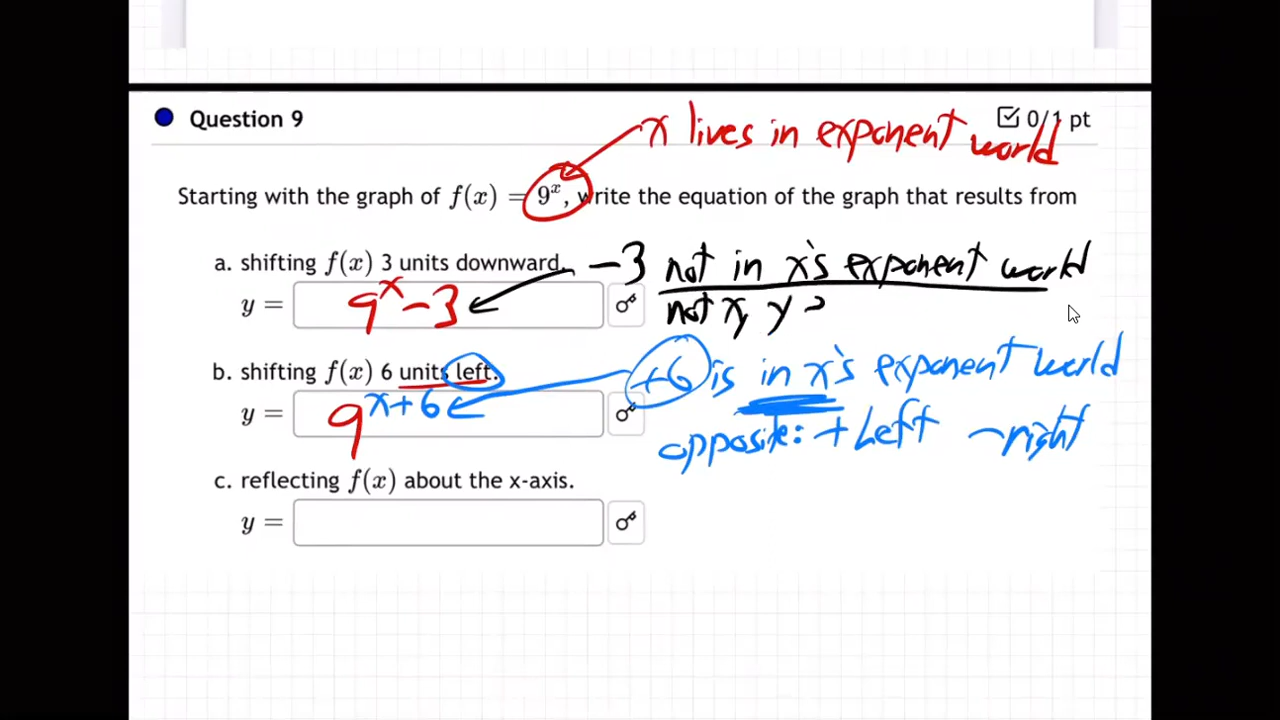 Question 9
0/1 pt
x lives in exponent world
Starting with the graph of f(x) = 9^x, write the equation of the graph that results from
a. shifting f(x) 3 units downward. -3 not in x's exponent world
y = 9^x - 3 not x, y
b. shifting f(x) 6 units left. +6 is in x's exponent world
y = 9^(x+6)
opposite: + Left - right
c. reflecting f(x) about the x-axis.
y =